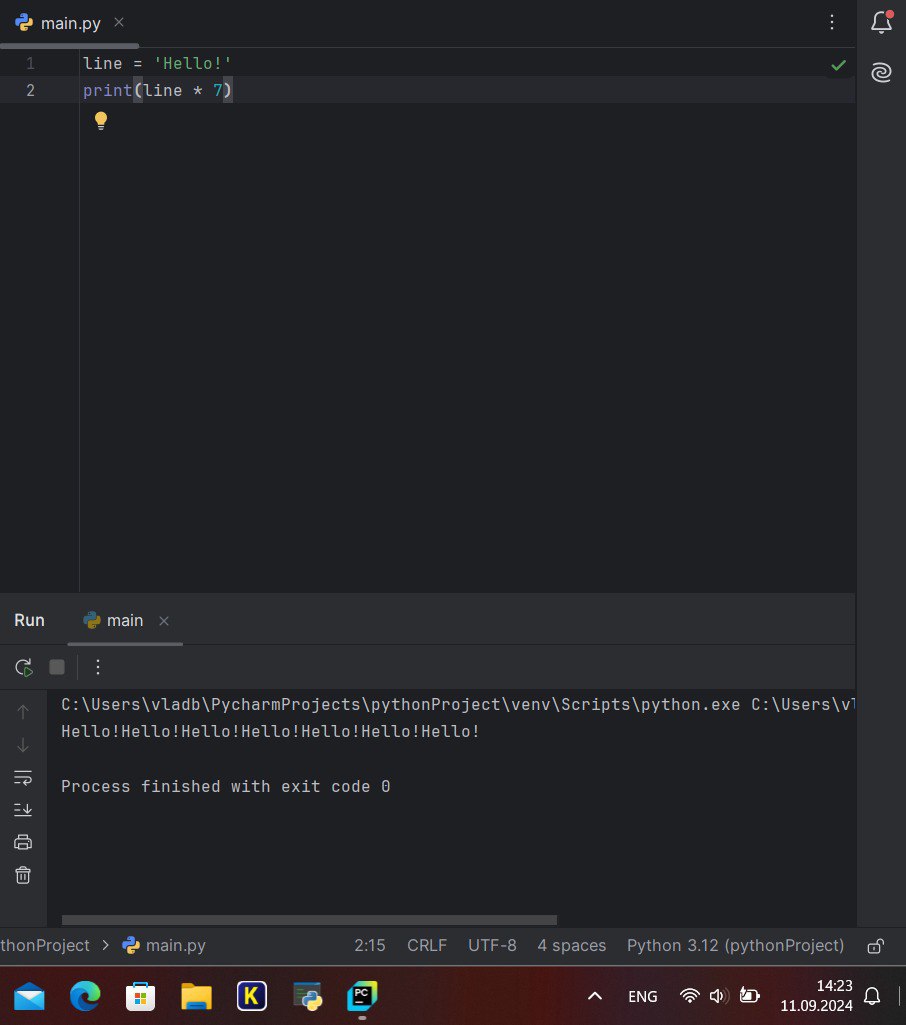 main.py
1 line = 'Hello!'
2 print(line * 7)
Run main
C:\Users\vladb\PycharmProjects\pythonProject\venv\Scripts\python.exe C:\Users\vl
Hello!Hello!Hello!Hello!Hello!Hello!Hello!
Process finished with exit code 0
thonProject > main.py 2:15 CRLF UTF-8 4 spaces Python 3.12 (pythonProject)
K PC ENG 14:23
11.09.2024